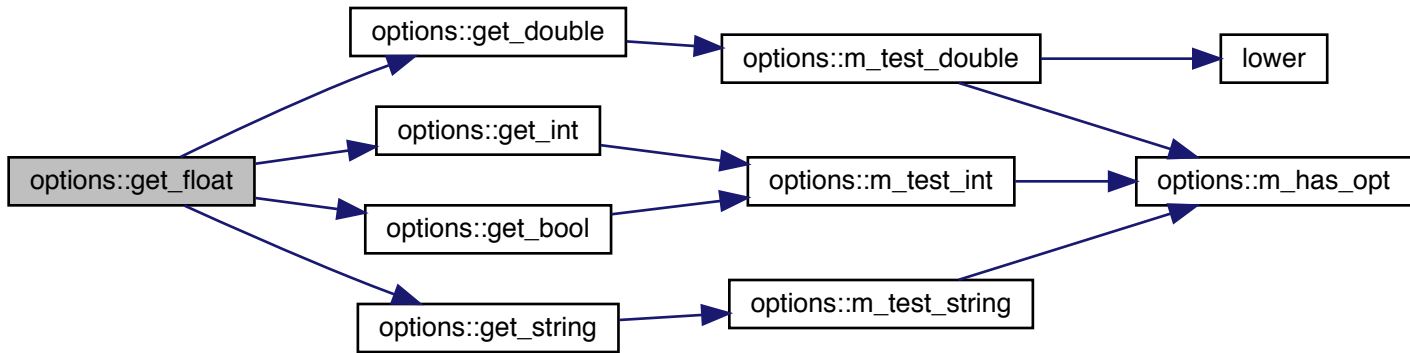 options::get_float
options::get_double
options::get_int
options::get_bool
options::get_string
options::m_test_double
options::m_test_int
options::m_test_string
lower
options::m_has_opt